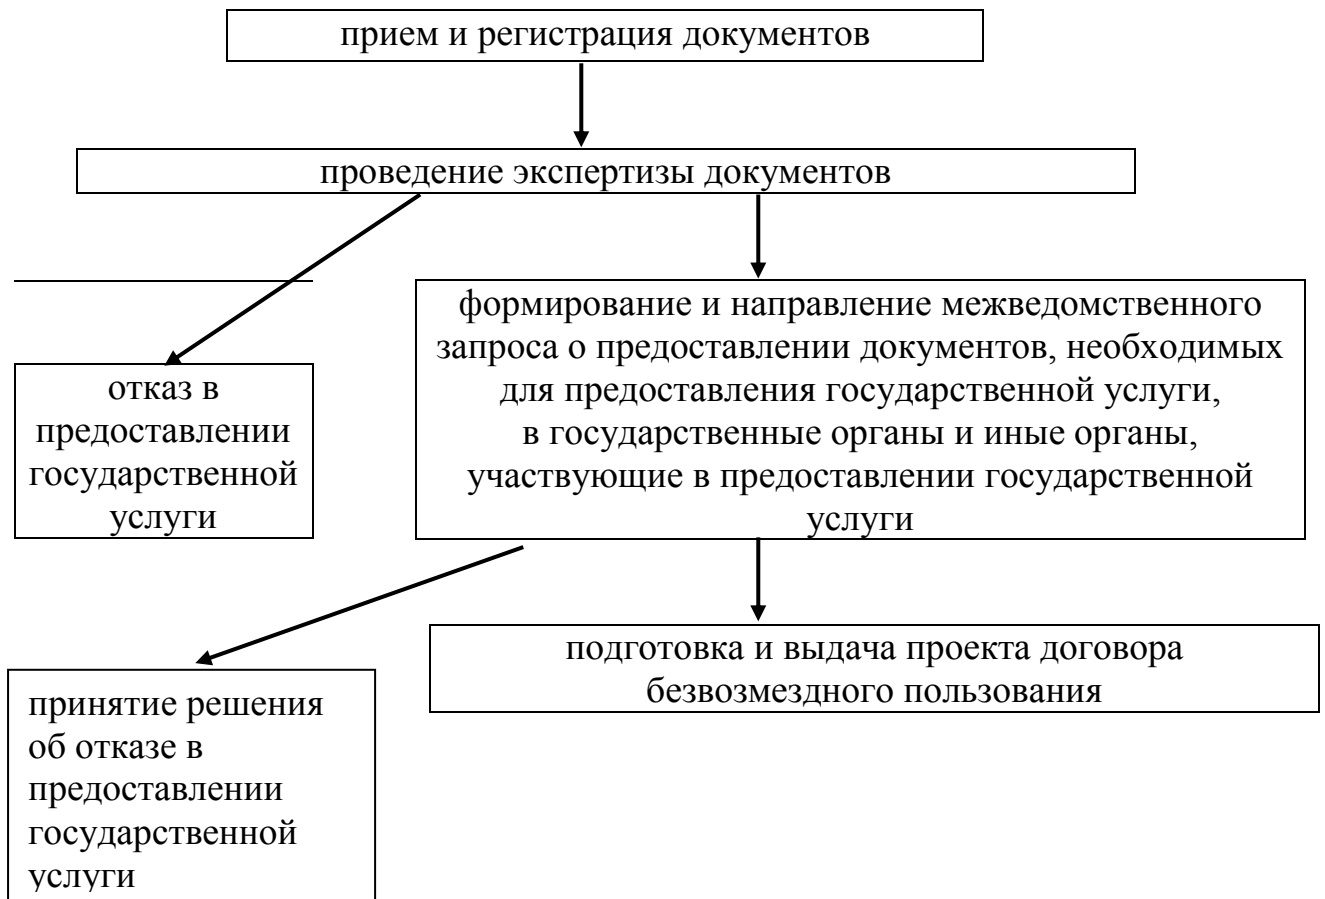 прием и регистрация документов
проведение экспертизы документов
формирование и направление межведомственного
запроса о предоставлении документов, необходимых
для предоставления государственной услуги,
в государственные органы и иные органы,
участвующие в предоставлении государственной
услуги
отказ в
предоставлении
государственной
услуги
подготовка и выдача проекта договора
безвозмездного пользования
принятие решения
об отказе в
предоставлении
государственной
услуги